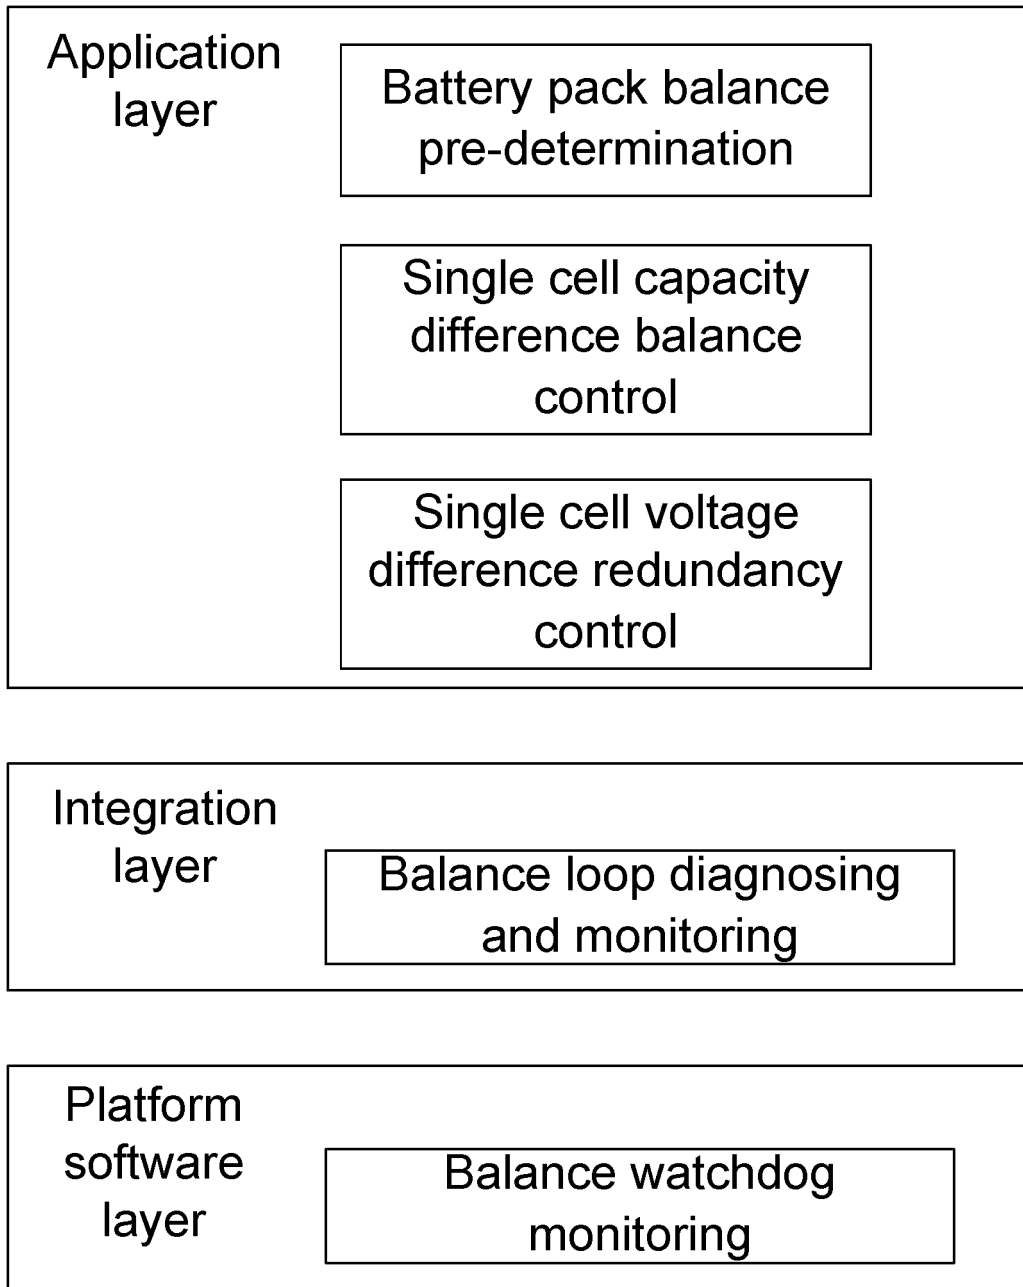 Application
layer
Battery pack balance
pre-determination
Single cell capacity
difference balance
control
Single cell voltage
difference redundancy
control
Integration
layer
Balance loop diagnosing
and monitoring
Platform
software
layer
Balance watchdog
monitoring